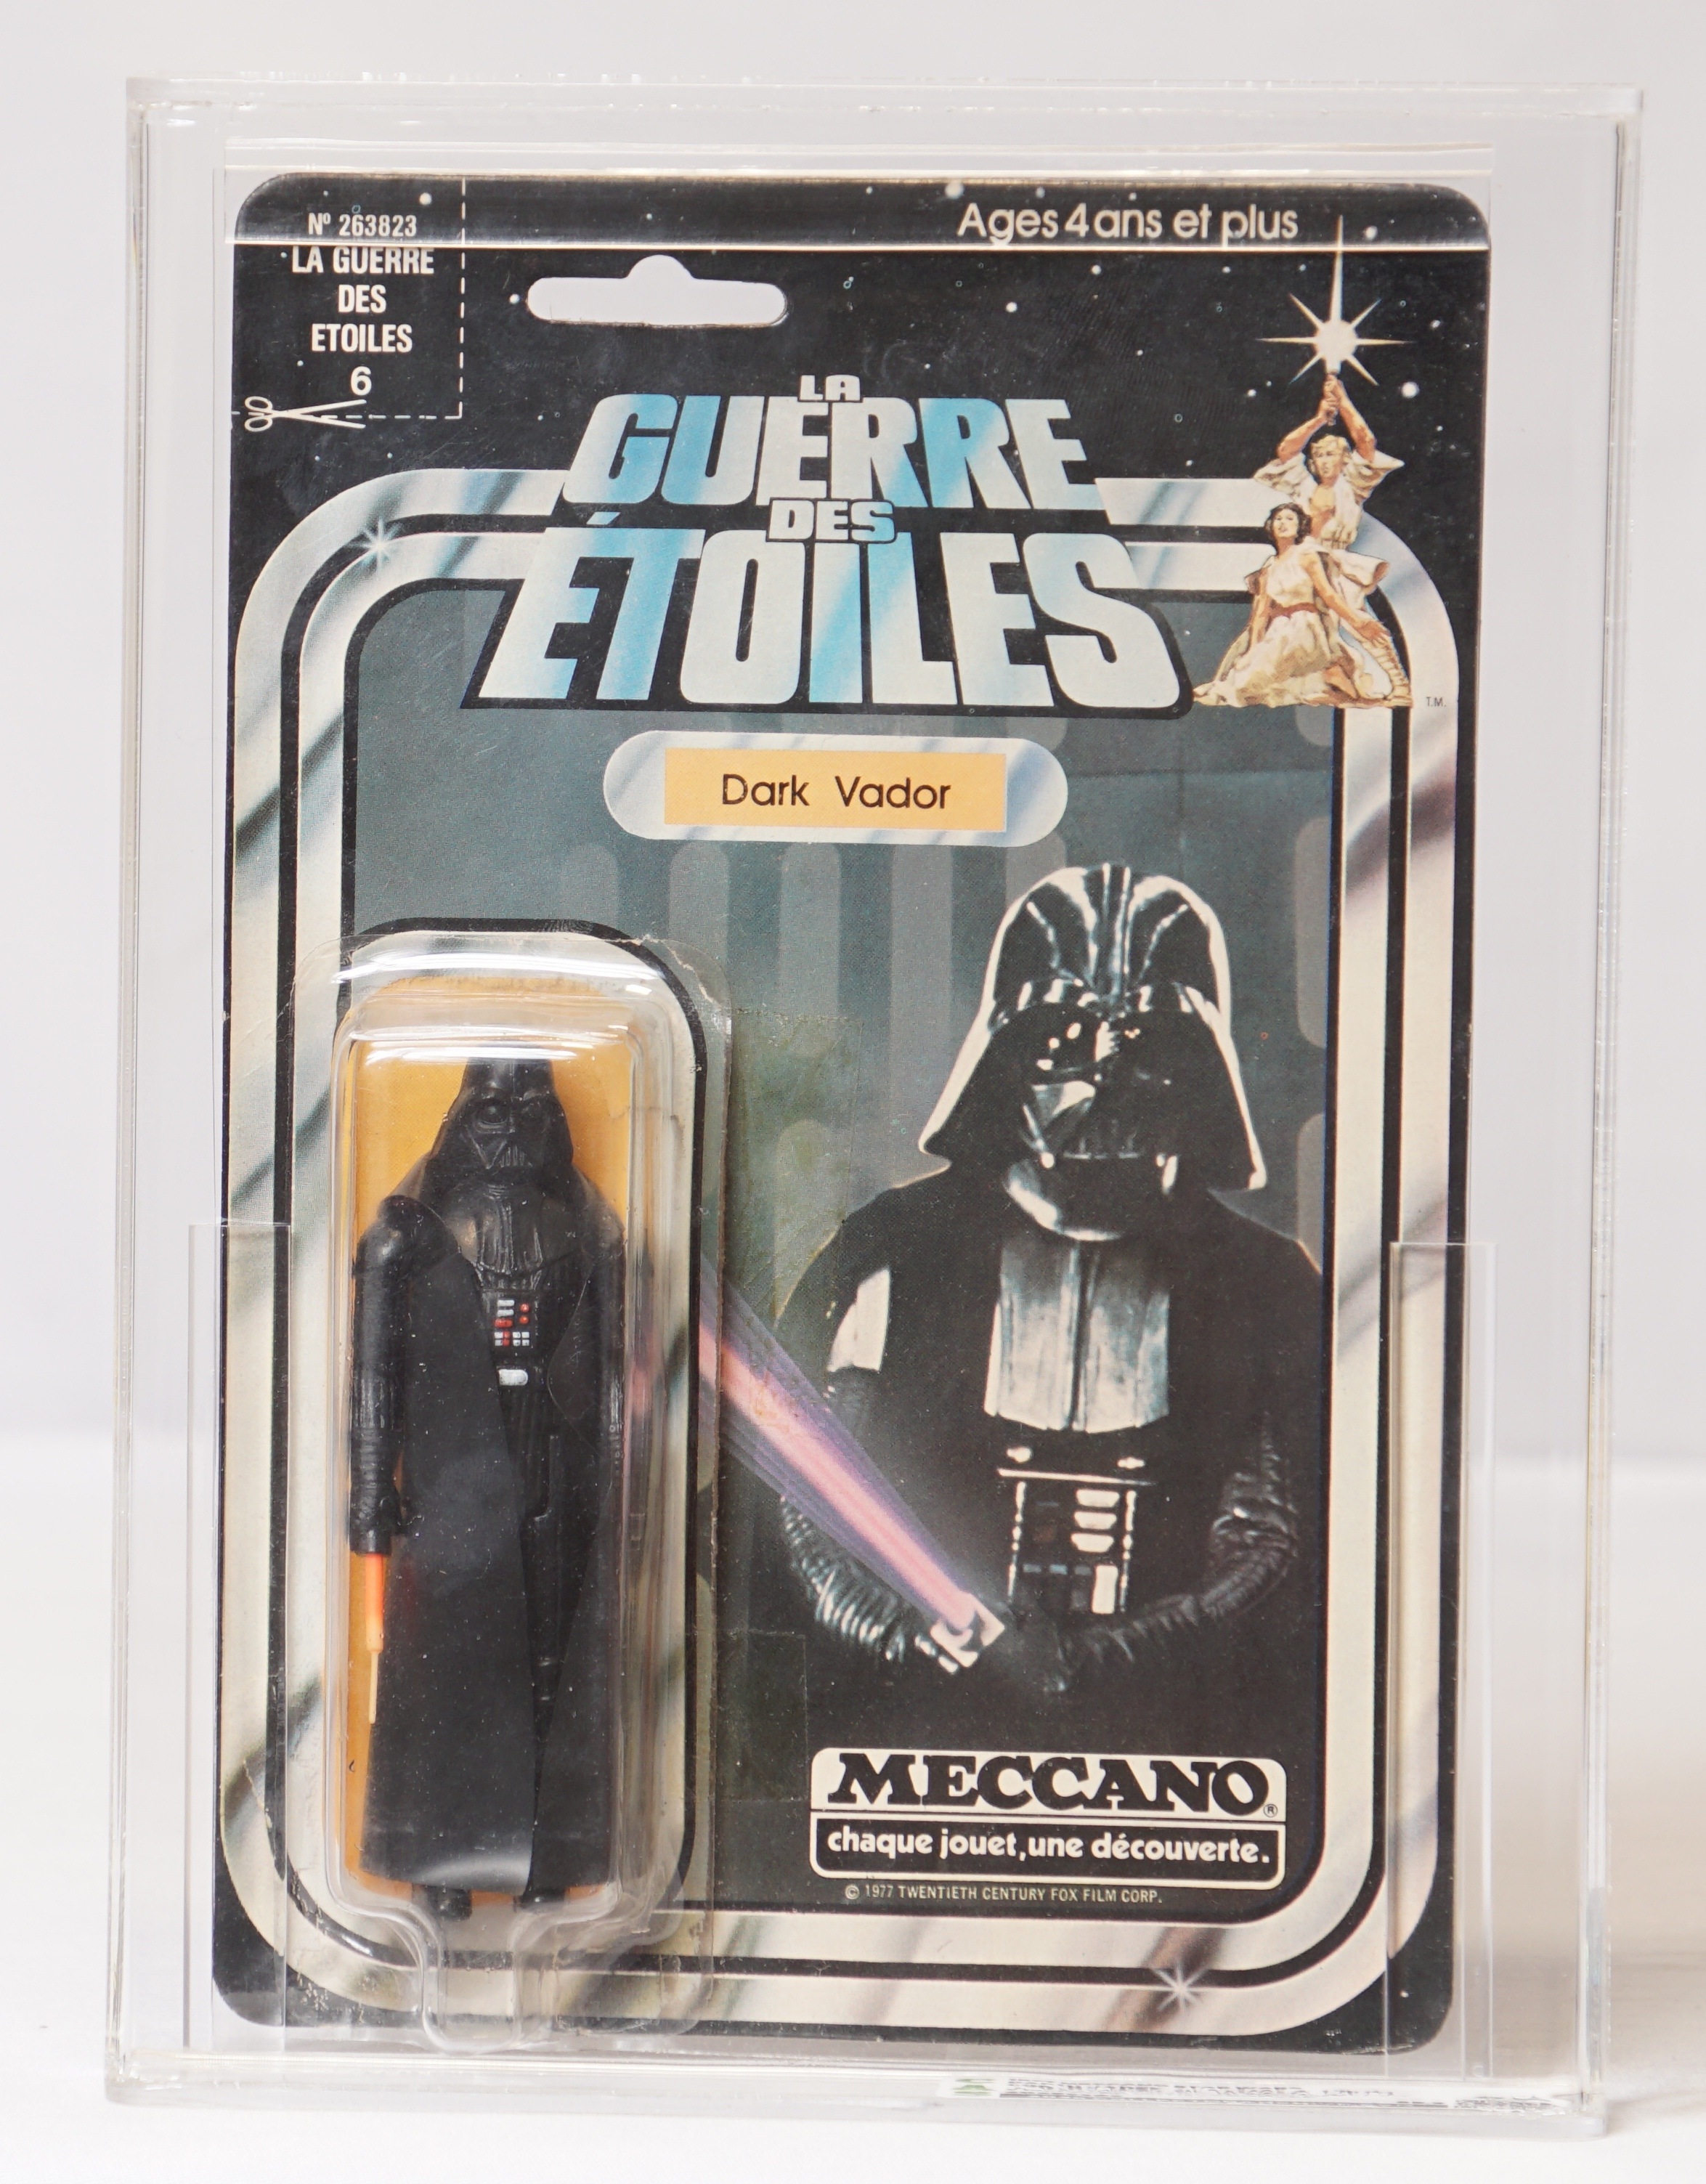 Nº 263823
LA GUERRE
DES
ETOILES
6
Ages 4 ans et plus
LA
GUERRE
DES
ÉTOILES
T.M.
Dark Vador
MECCANO®
chaque jouet, une découverte.
© 1977 TWENTIETH CENTURY FOX FILM CORP.